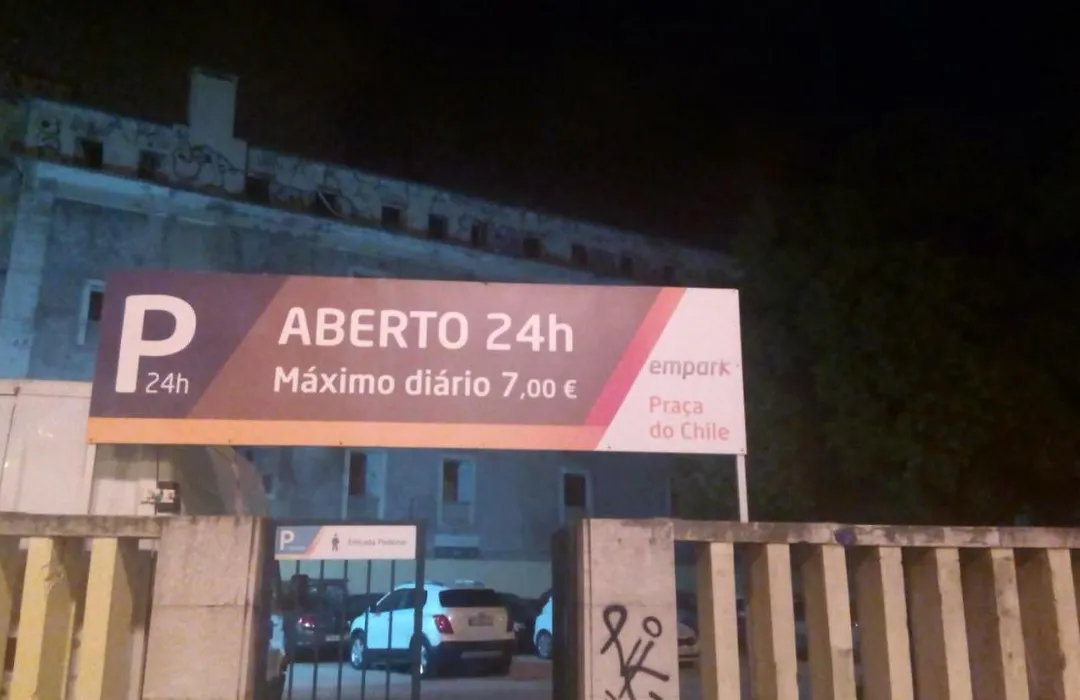 P
24h
ABERTO 24h
Máximo diário 7,00 €
empark
Praça
do Chile
P
Entrada Pedonal